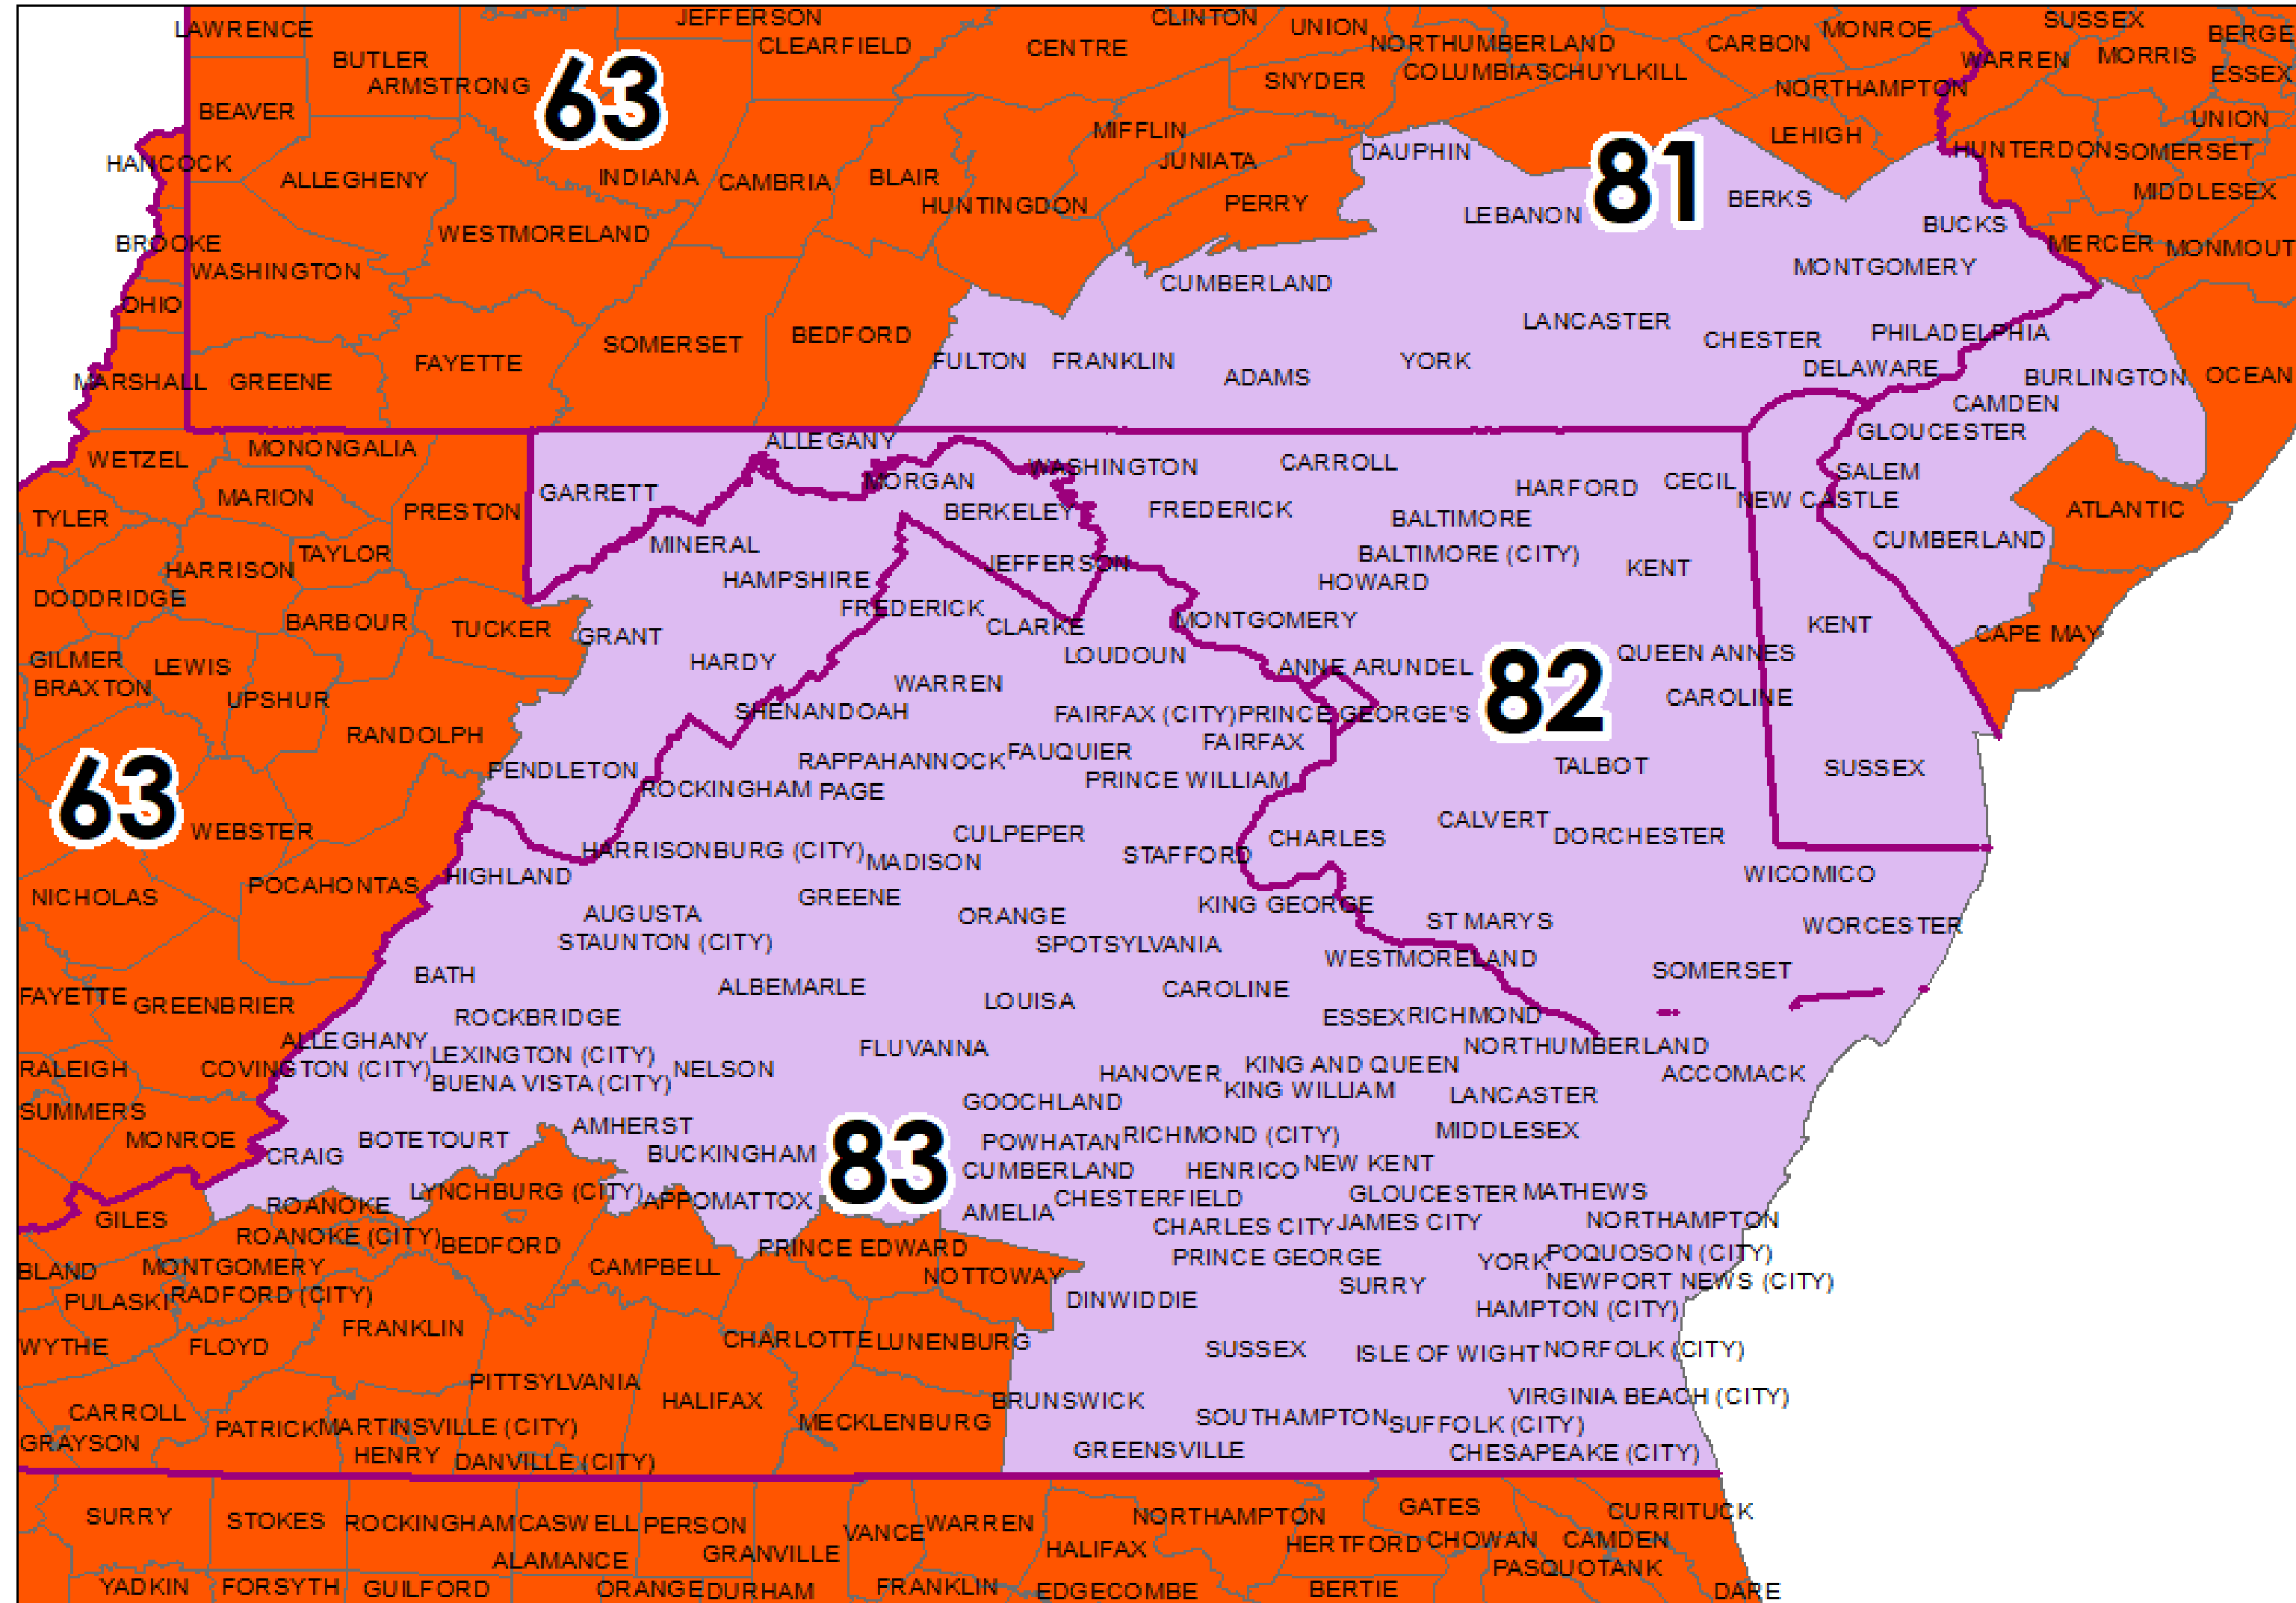 JEFFERSON
CLINTON
SUSSEX
LAWRENCE
UNION
MONROE
BERGE
CLEARFIELD
CENTRE
NORTHUMBERLAND
CARBON
BUTLER
WARREN
MORRIS
ARMSTRONG
63
SNYDER
COLUMBIA
SCHUYLKILL
ESSEX
NORTHAMPTON
BEAVER
MIFFLIN
LEHIGH
UNION
HANCOCK
JUNIATA
DAUPHIN
81
HUNTERDON
SOMERSET
ALLEGHENY
INDIANA
CAMBRIA
BLAIR
MIDDLESEX
HUNTINGDON
PERRY
LEBANON
BERKS
BUCKS
BROOKE
WESTMORELAND
MERCER
MONMOUT
WASHINGTON
CUMBERLAND
MONTGOMERY
OHIO
LANCASTER
SOMERSET
BEDFORD
CHESTER
PHILADELPHIA
FAYETTE
FULTON
FRANKLIN
ADAMS
YORK
DELAWARE
BURLINGTON
OCEAN
MARSHALL
GREENE
CAMDEN
GLOUCESTER
WETZEL
MONONGALIA
ALLEGANY
WASHINGTON
CARROLL
SALEM
MARION
GARRETT
MORGAN
HARFORD
CECIL
NEW CASTLE
TYLER
PRESTON
BERKELEY
FREDERICK
BALTIMORE
ATLANTIC
HARRISON
TAYLOR
MINERAL
JEFFERSON
BALTIMORE (CITY)
KENT
CUMBERLAND
DODDRIDGE
HAMPSHIRE
HOWARD
BARBOUR
TUCKER
GRANT
FREDERICK
CLARKE
MONTGOMERY
KENT
CAPE MAY
GILMER
LEWIS
HARDY
LOUDOUN
ANNE ARUNDEL
82
QUEEN ANNES
BRAXTON
UPSHUR
WARREN
CAROLINE
RANDOLPH
SHENANDOAH
FAIRFAX (CITY)
PRINCE GEORGE'S
FAIRFAX
PENDLETON
RAPPAHANNOCK
FAUQUIER
TALBOT
SUSSEX
63
ROCKINGHAM
PAGE
PRINCE WILLIAM
WEBSTER
CULPEPER
CHARLES
CALVERT
DORCHESTER
HARRISONBURG (CITY)
MADISON
STAFFORD
NICHOLAS
POCAHONTAS
HIGHLAND
GREENE
WICOMICO
AUGUSTA
ORANGE
KING GEORGE
ST MARYS
WORCESTER
STAUNTON (CITY)
SPOTSYLVANIA
WESTMORELAND
BATH
SOMERSET
FAYETTE
GREENBRIER
ALBEMARLE
LOUISA
CAROLINE
ROCKBRIDGE
ESSEX
RICHMOND
ALLEGHANY
LEXINGTON (CITY)
FLUVANNA
NORTHUMBERLAND
RALEIGH
COVINGTON (CITY)
BUENA VISTA (CITY)
NELSON
HANOVER
KING AND QUEEN
ACCOMACK
SUMMERS
GOOCHLAND
KING WILLIAM
LANCASTER
MONROE
CRAIG
BOTETOURT
AMHERST
83
POWHATAN
RICHMOND (CITY)
MIDDLESEX
BUCKINGHAM
CUMBERLAND
HENRICO
NEW KENT
GILES
ROANOKE
LYNCHBURG (CITY)
APPOMATTOX
AMELIA
CHESTERFIELD
GLOUCESTER
MATHEWS
ROANOKE (CITY)
BEDFORD
PRINCE EDWARD
CHARLES CITY
JAMES CITY
NORTHAMPTON
BLAND
MONTGOMERY
CAMPBELL
NOTTOWAY
PRINCE GEORGE
YORK
POQUOSON (CITY)
PULASKI
RADFORD (CITY)
DINWIDDIE
SURRY
NEWPORT NEWS (CITY)
FRANKLIN
HAMPTON (CITY)
WYTHE
FLOYD
CHARLOTTE
LUNENBURG
SUSSEX
ISLE OF WIGHT
NORFOLK (CITY)
PITTSYLVANIA
HALIFAX
BRUNSWICK
VIRGINIA BEACH (CITY)
CARROLL
PATRICK
MARTINSVILLE (CITY)
MECKLENBURG
SOUTHAMPTON
SUFFOLK (CITY)
GRAYSON
HENRY
DANVILLE (CITY)
GREENSVILLE
CHESAPEAKE (CITY)
SURRY
STOKES
ROCKINGHAM
CASWELL
PERSON
VANCE
WARREN
NORTHAMPTON
GATES
CURRITUCK
ALAMANCE
GRANVILLE
HALIFAX
HERTFORD
CHOWAN
CAMDEN
PASQUOTANK
YADKIN
FORSYTH
GUILFORD
ORANGE
DURHAM
FRANKLIN
EDGECOMBE
BERTIE
DARE